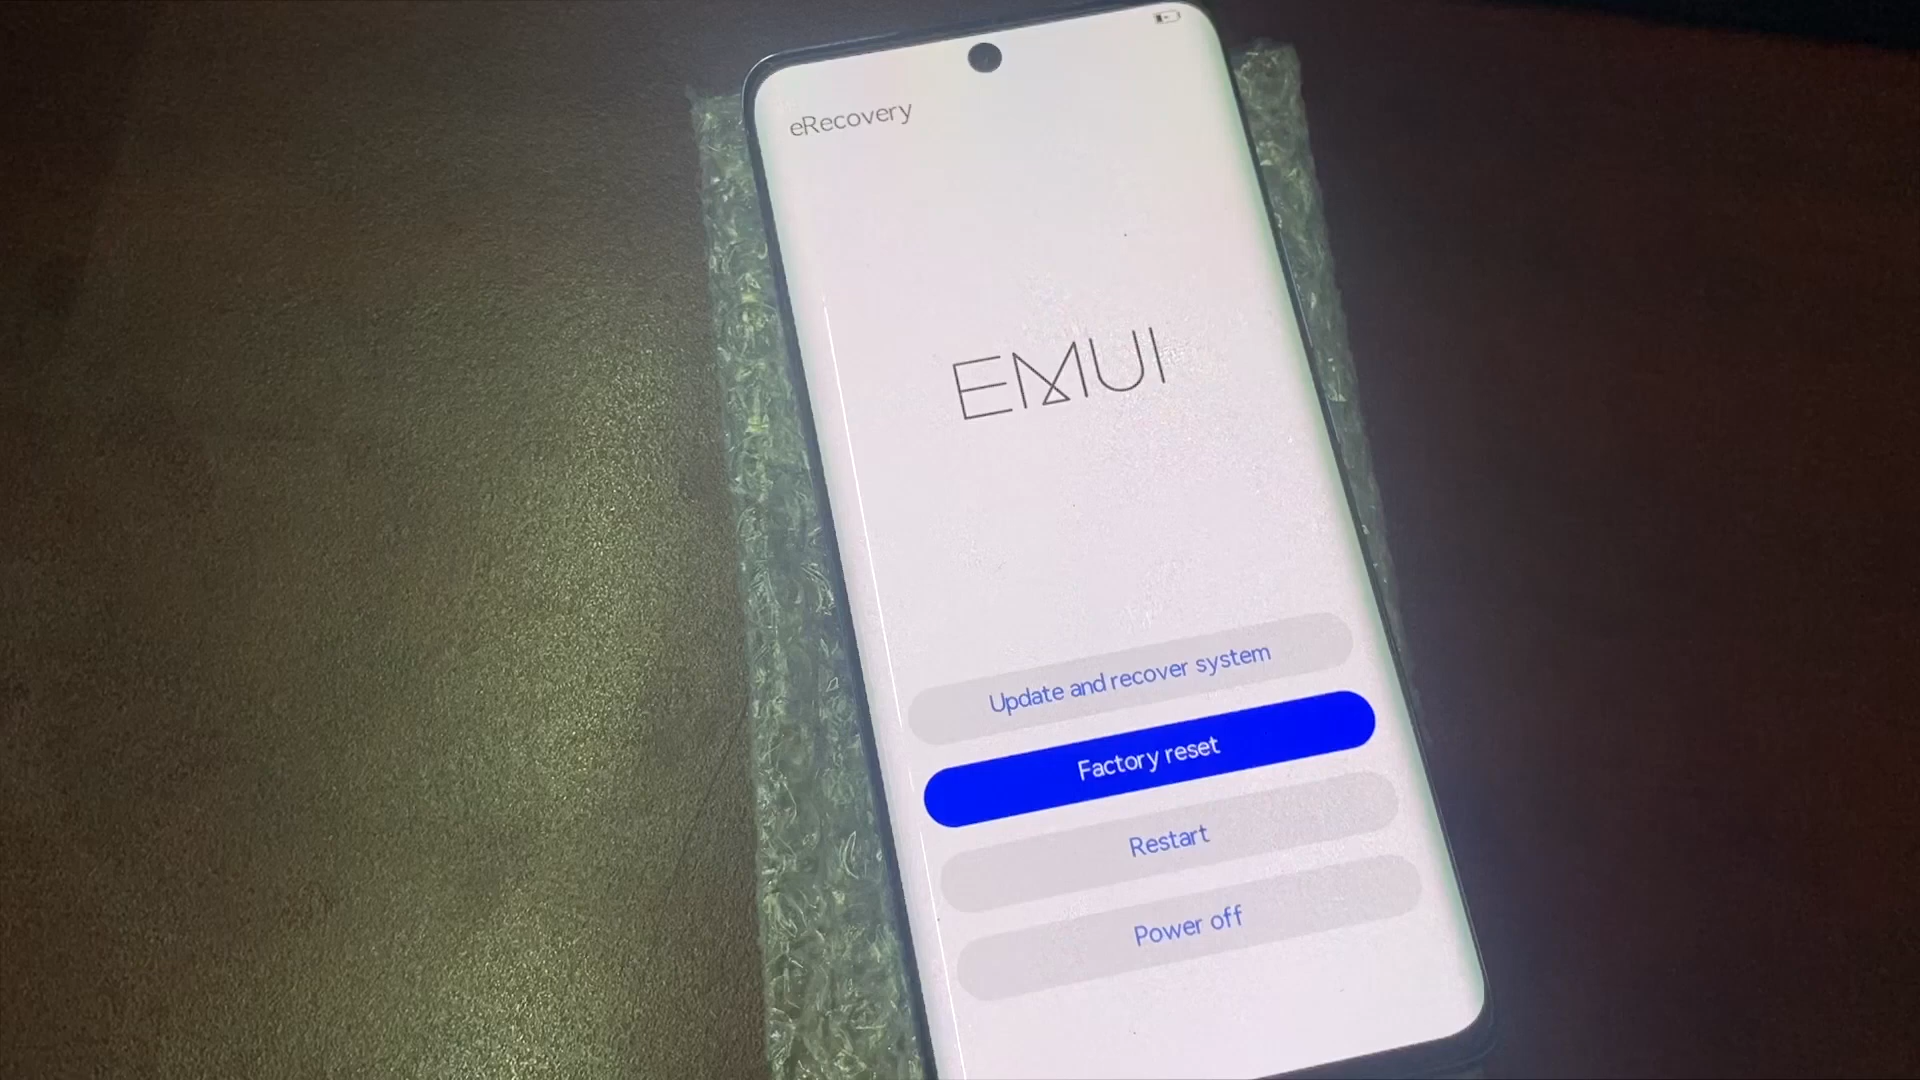 eRecovery
EMUI
Update and recover system
Factory reset
Restart
Power off